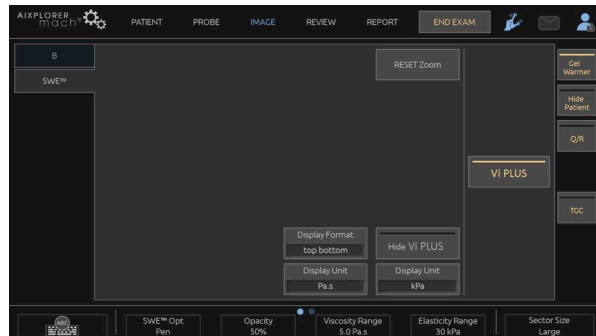 AIXPLORER
mach
PATIENT
PROBE
IMAGE
REVIEW
REPORT
END EXAM
B
SWE™
RESET Zoom
Gel
Warmer
Hide
Patient
Q/R
Vi PLUS
TGC
Display Format
top bottom
Hide Vi PLUS
Display Unit
Pa.s
Display Unit
kPa
ABC
SWE™ Opt
Pen
Opacity
50%
Viscosity Range
5.0 Pa.s
Elasticity Range
30 kPa
Sector Size
Large